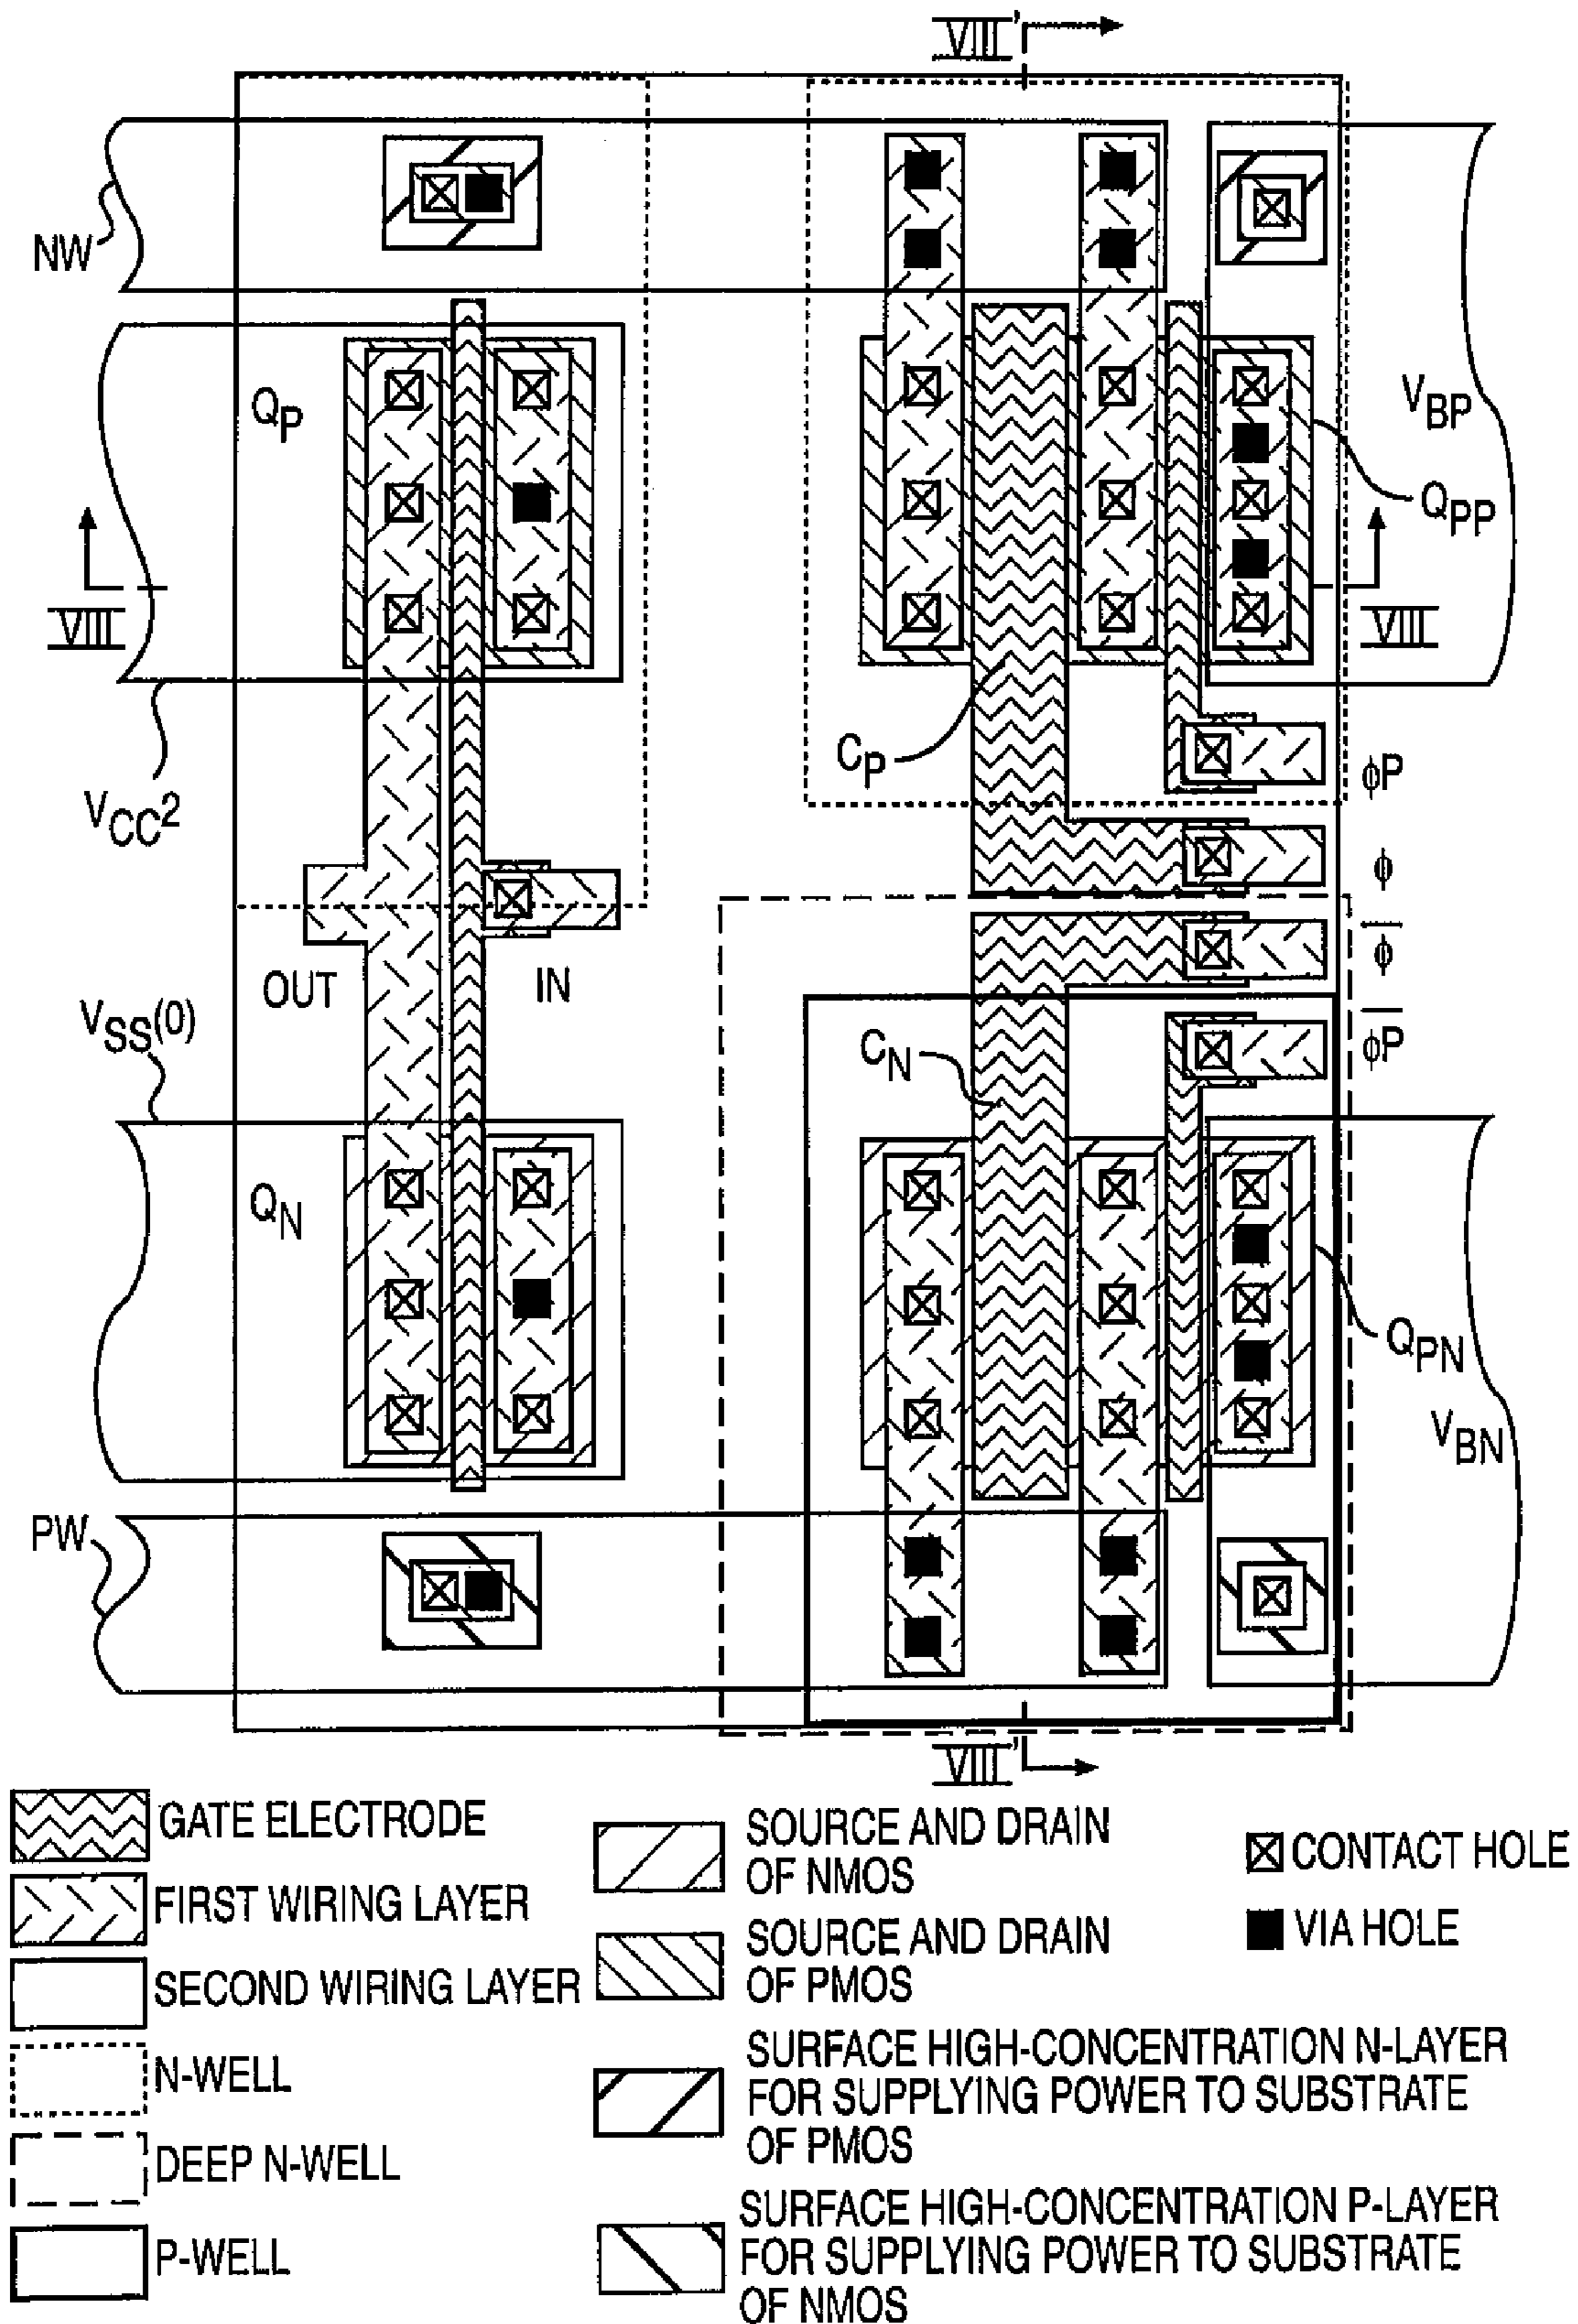 VIII'
NW
QP
VBP
QPP
VIII
VIII
CP
VCC2
ϕP
ϕ
OUT
IN
ϕ̅
VSS(0)
CN
ϕ̅P̅
QN
QPN
VBN
PW
VIII'
GATE ELECTRODE
FIRST WIRING LAYER
SECOND WIRING LAYER
N-WELL
DEEP N-WELL
P-WELL
SOURCE AND DRAIN
OF NMOS
SOURCE AND DRAIN
OF PMOS
SURFACE HIGH-CONCENTRATION N-LAYER
FOR SUPPLYING POWER TO SUBSTRATE
OF PMOS
SURFACE HIGH-CONCENTRATION P-LAYER
FOR SUPPLYING POWER TO SUBSTRATE
OF NMOS
CONTACT HOLE
VIA HOLE